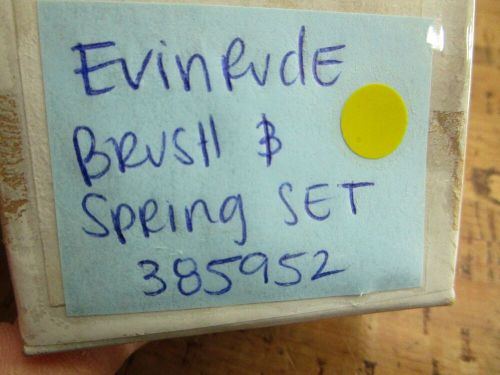 EvinRudE
BRUSH &
SpRing SET
385952